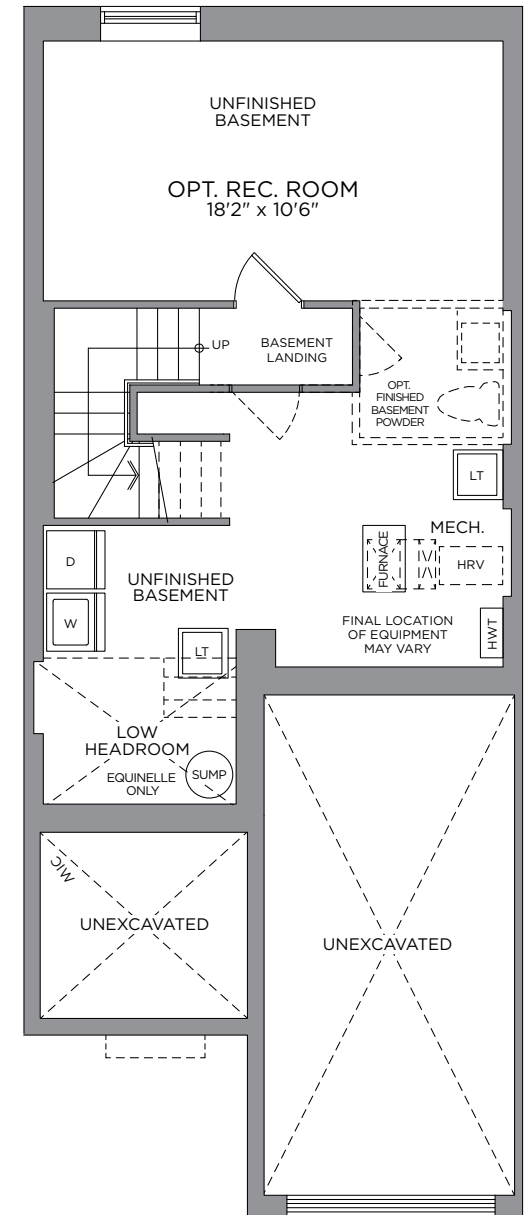 UNFINISHED
BASEMENT
OPT. REC. ROOM
18'2" x 10'6"
UP
BASEMENT
LANDING
OPT.
FINISHED
BASEMENT
POWDER
LT
MECH.
FURNACE
HRV
D
UNFINISHED
BASEMENT
W
FINAL LOCATION
OF EQUIPMENT
MAY VARY
HWT
LT
LOW
HEADROOM
EQUINELLE
ONLY
SUMP
WIC
UNEXCAVATED
UNEXCAVATED